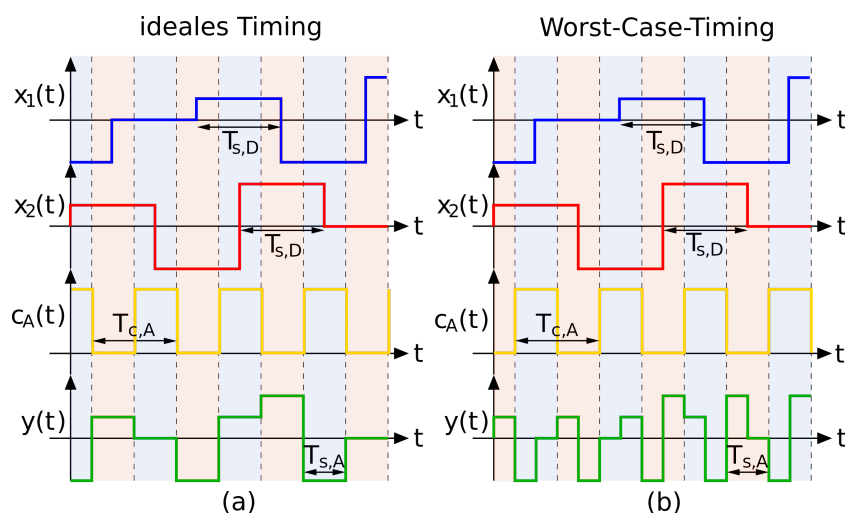 ideales Timing
Worst-Case-Timing
x1(t)
t
Ts,D
x2(t)
t
Ts,D
cA(t)
Tc,A
t
y(t)
t
Ts,A
(a)
x1(t)
t
Ts,D
x2(t)
t
Ts,D
cA(t)
Tc,A
t
y(t)
t
Ts,A
(b)